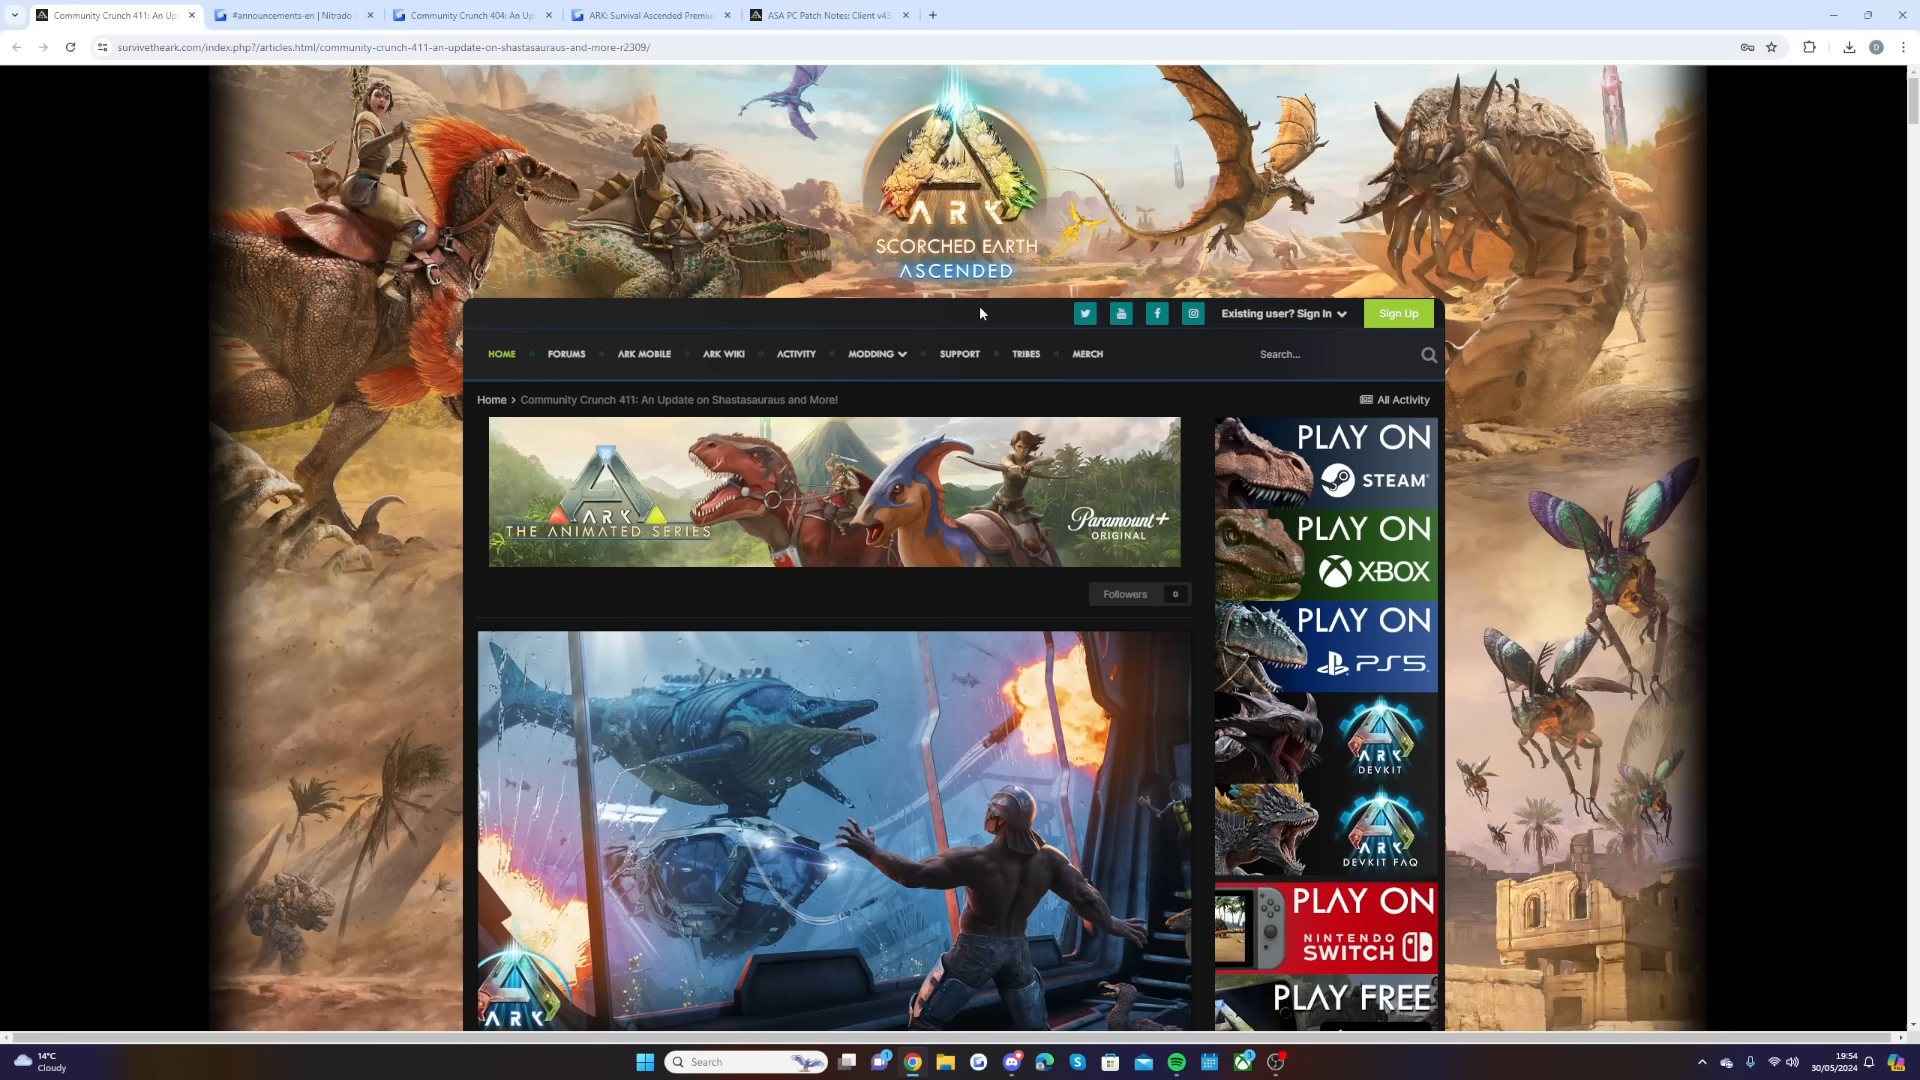 Community Crunch 411: An Up
#announcements-en | Nitrado
Community Crunch 404: An Up
ARK: Survival Ascended Premiu
ASA PC Patch Notes: Client v43
survivetheark.com/index.php?/articles.html/community-crunch-411-an-update-on-shastasauraus-and-more-r2309/
D
ARK
SCORCHED EARTH
ASCENDED
Existing user? Sign In
Sign Up
HOME
FORUMS
ARK MOBILE
ARK WIKI
ACTIVITY
MODDING
SUPPORT
TRIBES
MERCH
Search...
Home > Community Crunch 411: An Update on Shastasauraus and More!
All Activity
ARK
THE ANIMATED SERIES
Paramount+
ORIGINAL
Followers 0
PLAY ON
STEAM
PLAY ON
XBOX
PLAY ON
PS5
ARK
DEVKIT
ARK
DEVKIT FAQ
PLAY ON
NINTENDO
SWITCH
PLAY FREE
ARK
14°C
Cloudy
Search
19:54
30/05/2024